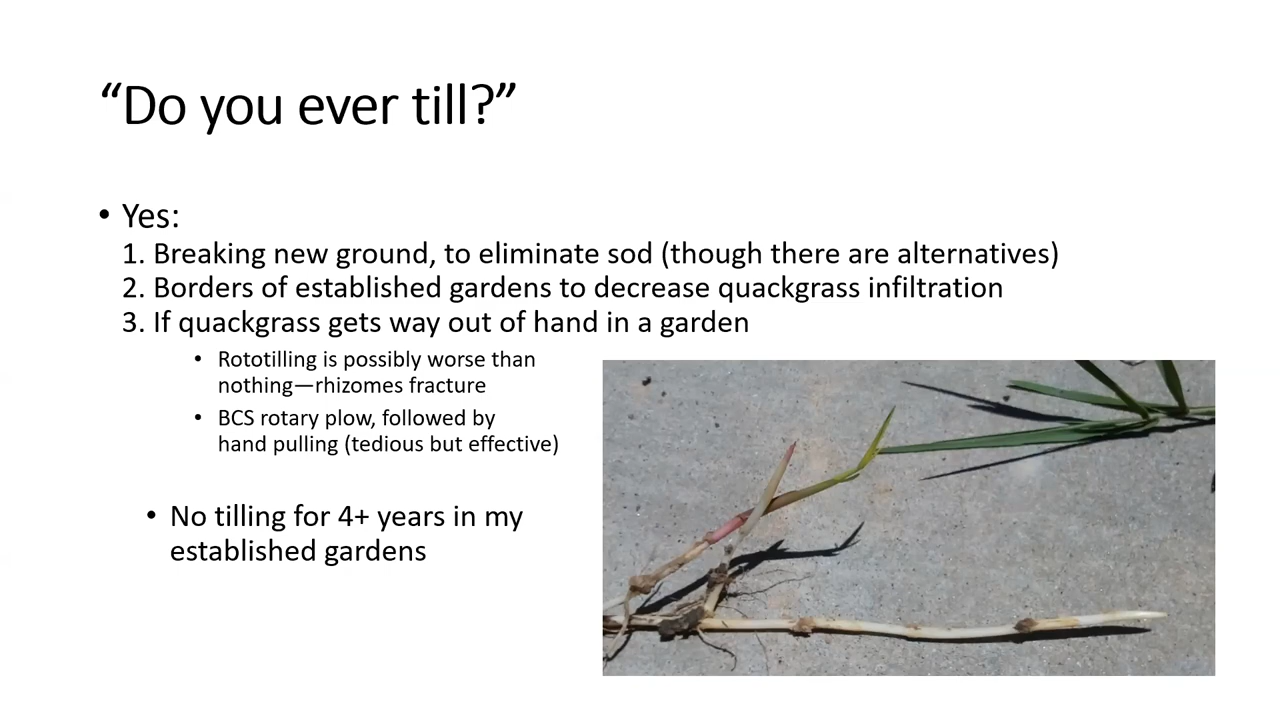 “Do you ever till?”
• Yes:
1. Breaking new ground, to eliminate sod (though there are alternatives)
2. Borders of established gardens to decrease quackgrass infiltration
3. If quackgrass gets way out of hand in a garden
• Rototilling is possibly worse than
nothing—rhizomes fracture
• BCS rotary plow, followed by
hand pulling (tedious but effective)
• No tilling for 4+ years in my
established gardens